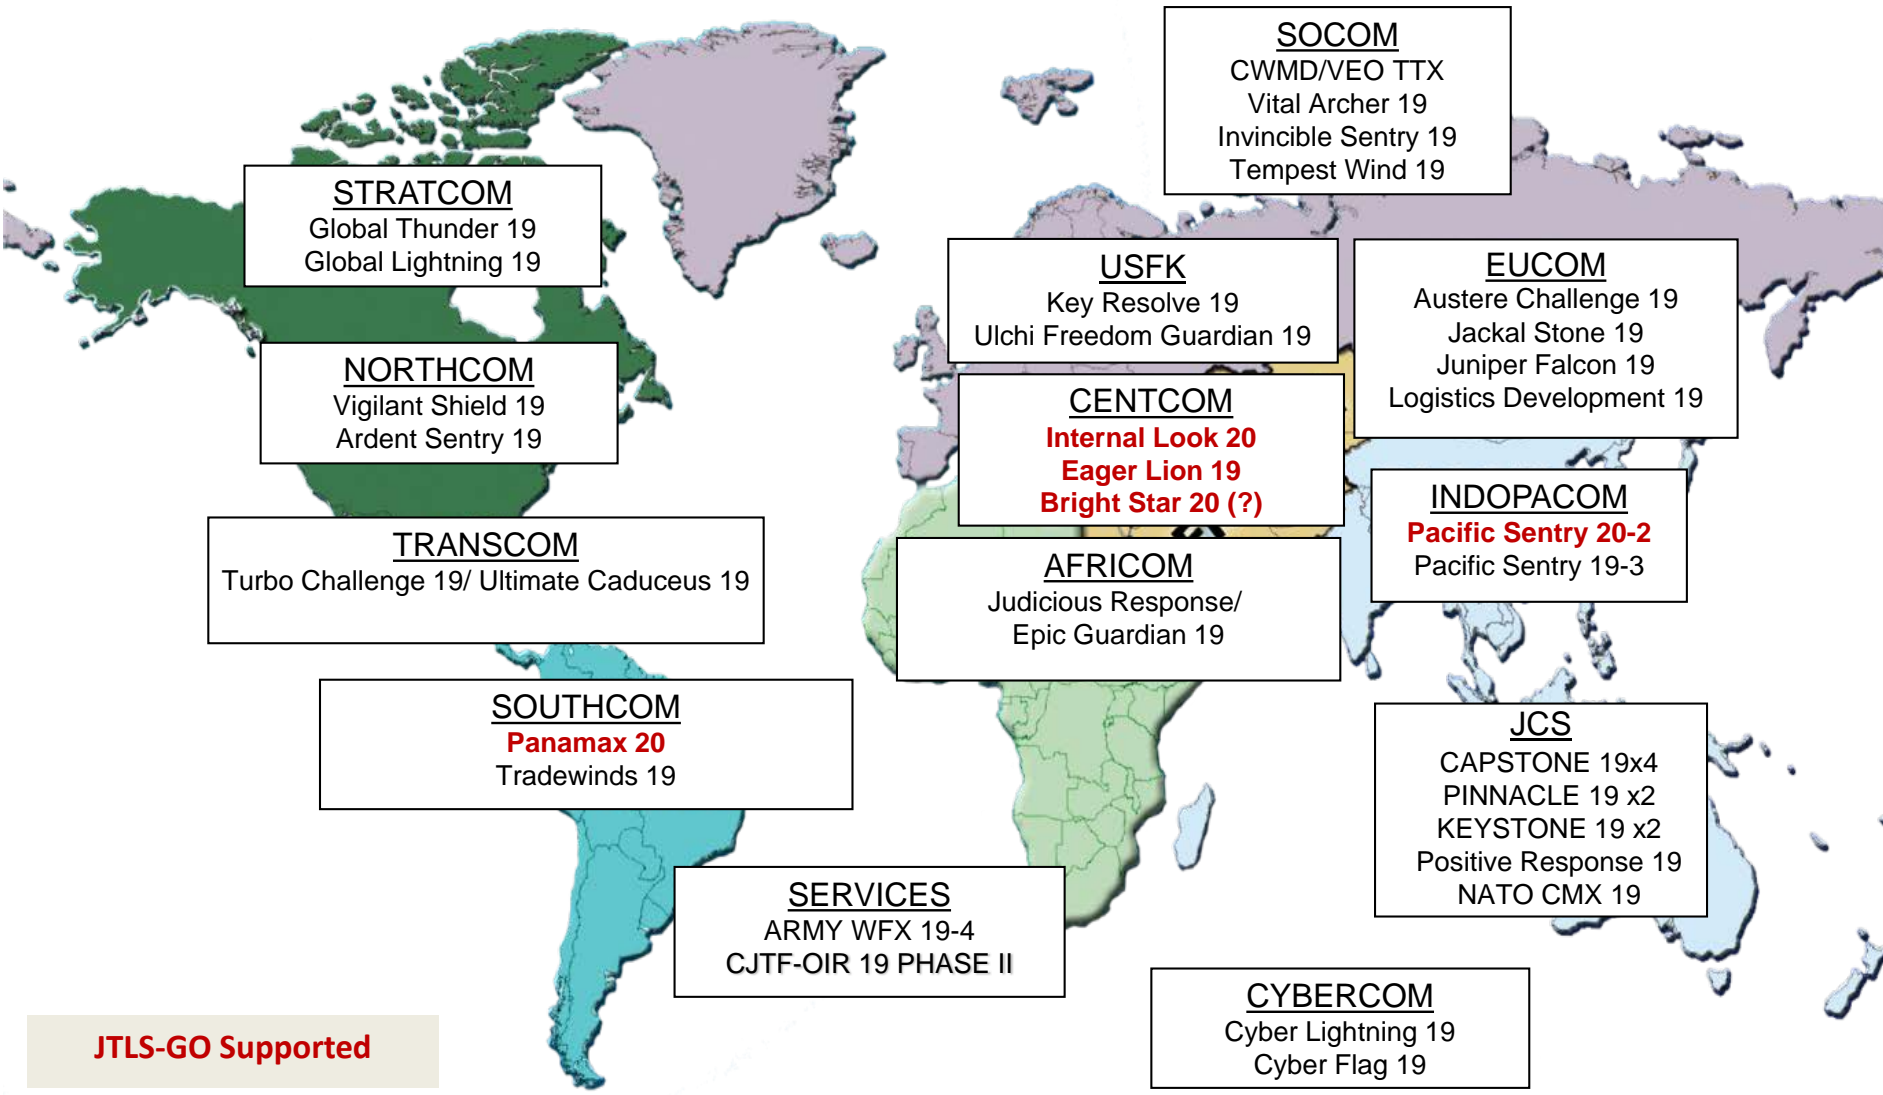 SOCOM
CWMD/VEO TTX
Vital Archer 19
Invincible Sentry 19
Tempest Wind 19
STRATCOM
Global Thunder 19
Global Lightning 19
USFK
Key Resolve 19
Ulchi Freedom Guardian 19
EUCOM
Austere Challenge 19
Jackal Stone 19
Juniper Falcon 19
Logistics Development 19
NORTHCOM
Vigilant Shield 19
Ardent Sentry 19
CENTCOM
Internal Look 20
Eager Lion 19
Bright Star 20 (?)
INDOPACOM
Pacific Sentry 20-2
Pacific Sentry 19-3
TRANSCOM
Turbo Challenge 19/ Ultimate Caduceus 19
AFRICOM
Judicious Response/
Epic Guardian 19
SOUTHCOM
Panamax 20
Tradewinds 19
JCS
CAPSTONE 19x4
PINNACLE 19 x2
KEYSTONE 19 x2
Positive Response 19
NATO CMX 19
SERVICES
ARMY WFX 19-4
CJTF-OIR 19 PHASE II
CYBERCOM
Cyber Lightning 19
Cyber Flag 19
JTLS-GO Supported